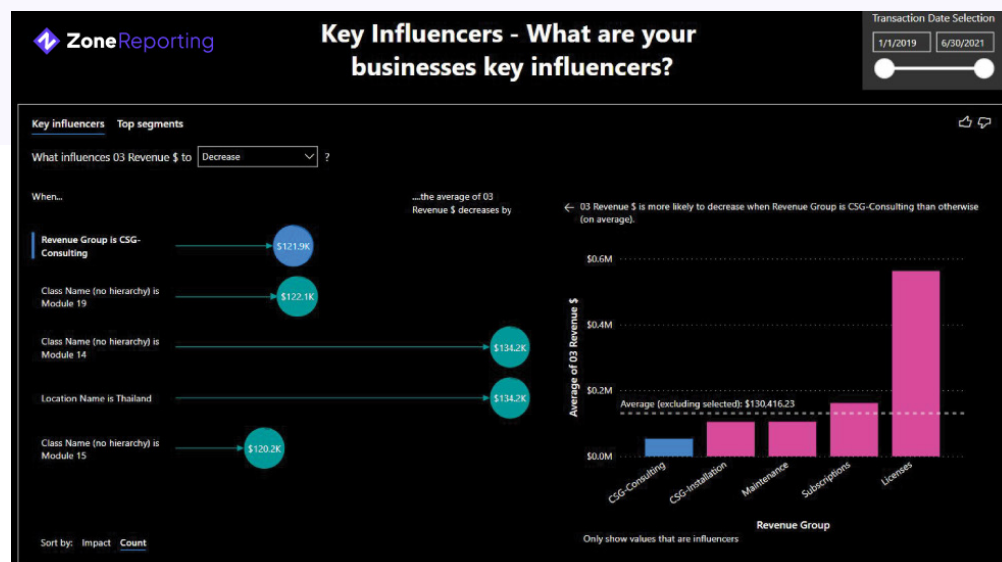 ZoneReporting
Key Influencers - What are your
businesses key influencers?
Transaction Date Selection
1/1/2019
6/30/2021
Key influencers
Top segments
What influences 03 Revenue $ to
Decrease
?
When...
....the average of 03
Revenue $ decreases by
Revenue Group is CSG-
Consulting
$121.9K
Class Name (no hierarchy) is
Module 19
$122.1K
Class Name (no hierarchy) is
Module 14
$134.2K
Location Name is Thailand
$134.2K
Class Name (no hierarchy) is
Module 15
$120.2K
Sort by:
Impact
Count
03 Revenue $ is more likely to decrease when Revenue Group is CSG-Consulting than otherwise
(on average).
Average of 03 Revenue $
$0.6M
$0.4M
$0.2M
$0.0M
Average (excluding selected): $130,416.23
CSG-Consulting
CSG-Installation
Maintenance
Subscriptions
Licenses
Revenue Group
Only show values that are influencers